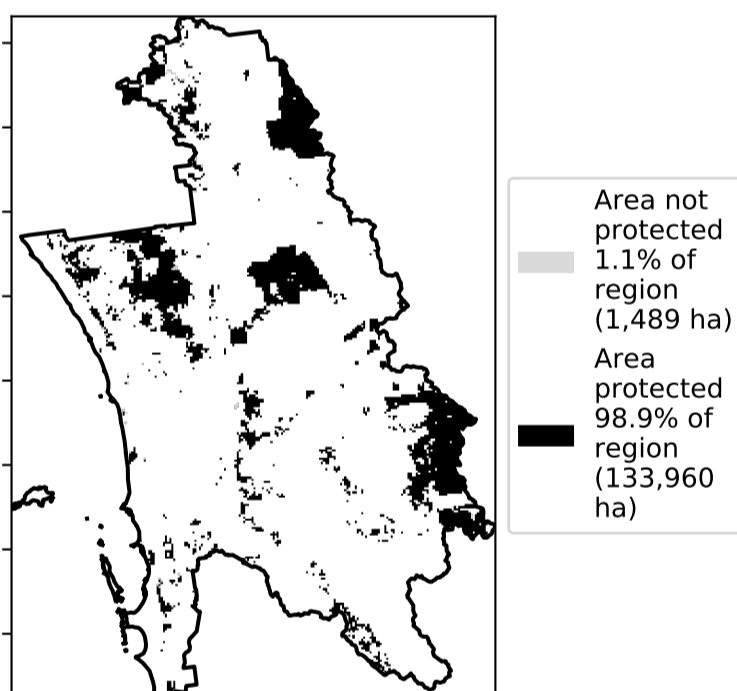 Area not
protected
1.1% of
region
(1,489 ha)
Area
protected
98.9% of
region
(133,960
ha)